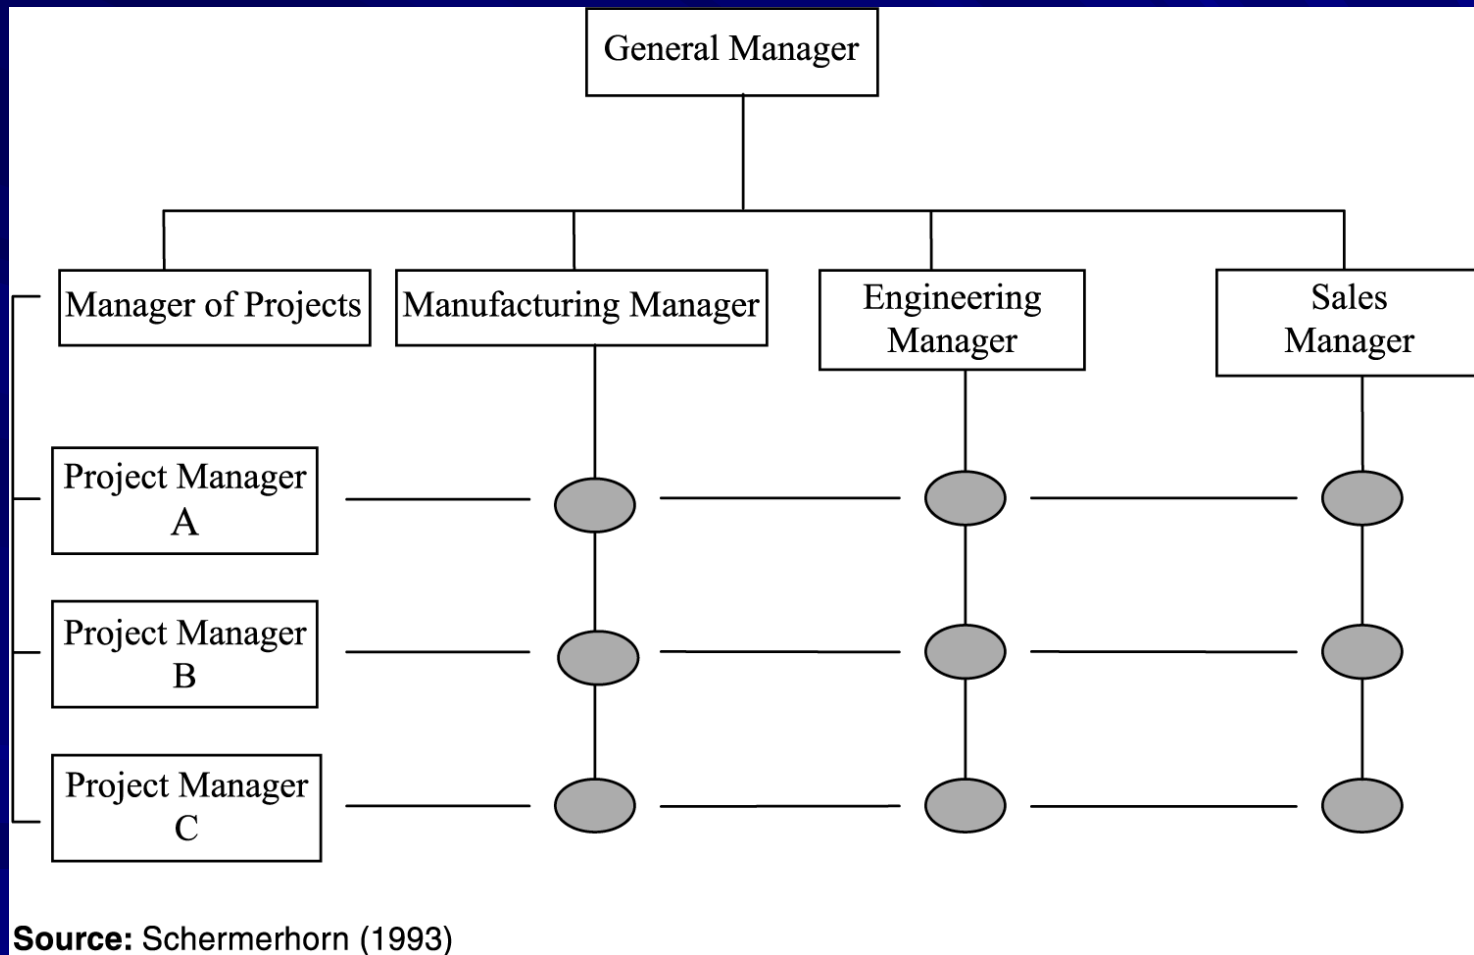 General Manager
Manager of Projects
Manufacturing Manager
Engineering
Manager
Sales
Manager
Project Manager
A
Project Manager
B
Project Manager
C
Source: Schermerhorn (1993)